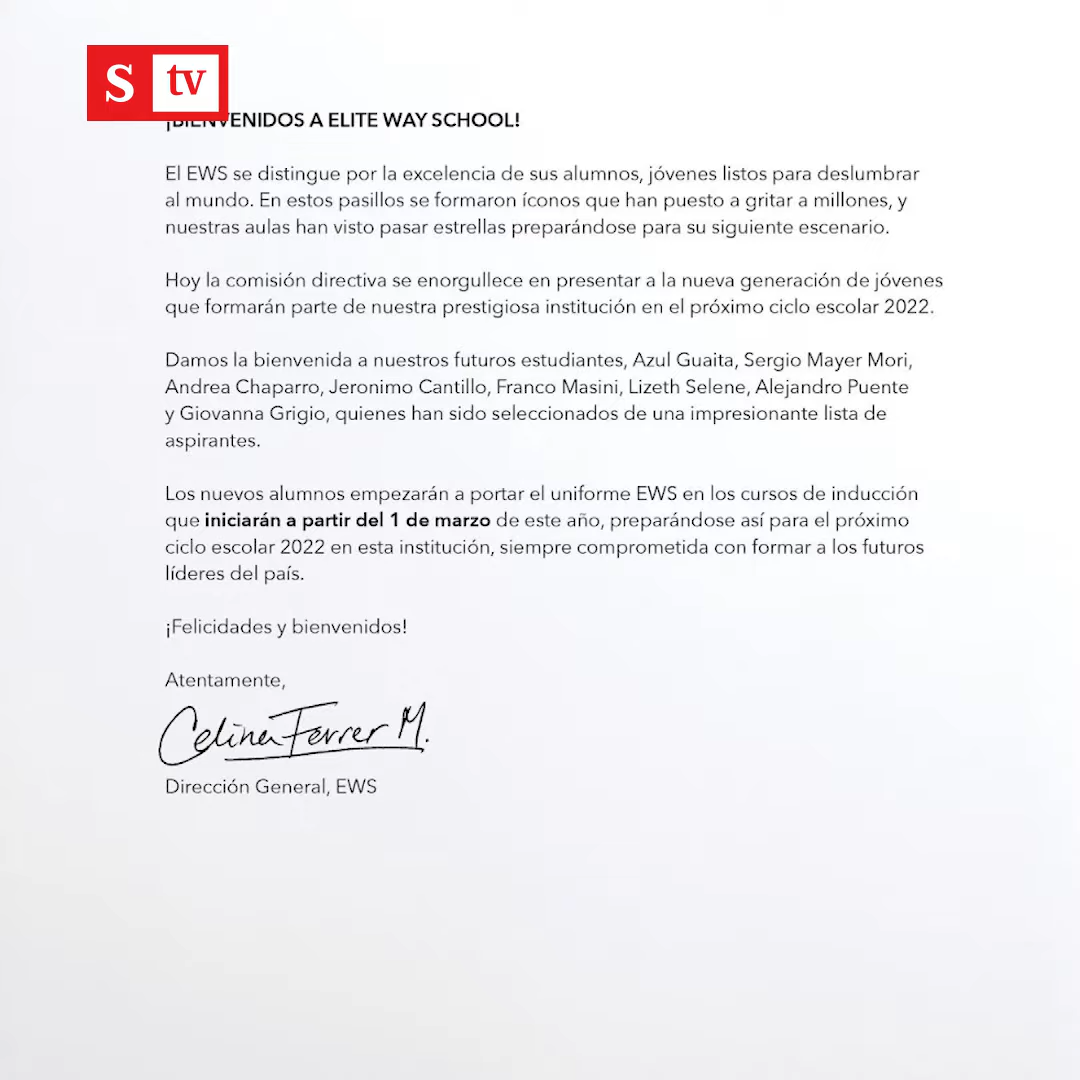 S tv
¡BIENVENIDOS A ELITE WAY SCHOOL!
El EWS se distingue por la excelencia de sus alumnos, jóvenes listos para deslumbrar
al mundo. En estos pasillos se formaron íconos que han puesto a gritar a millones, y
nuestras aulas han visto pasar estrellas preparándose para su siguiente escenario.
Hoy la comisión directiva se enorgullece en presentar a la nueva generación de jóvenes
que formarán parte de nuestra prestigiosa institución en el próximo ciclo escolar 2022.
Damos la bienvenida a nuestros futuros estudiantes, Azul Guaita, Sergio Mayer Mori,
Andrea Chaparro, Jeronimo Cantillo, Franco Masini, Lizeth Selene, Alejandro Puente
y Giovanna Grigio, quienes han sido seleccionados de una impresionante lista de
aspirantes.
Los nuevos alumnos empezarán a portar el uniforme EWS en los cursos de inducción
que iniciarán a partir del 1 de marzo de este año, preparándose así para el próximo
ciclo escolar 2022 en esta institución, siempre comprometida con formar a los futuros
líderes del país.
¡Felicidades y bienvenidos!
Atentamente,
Celina Ferrer M.
Dirección General, EWS